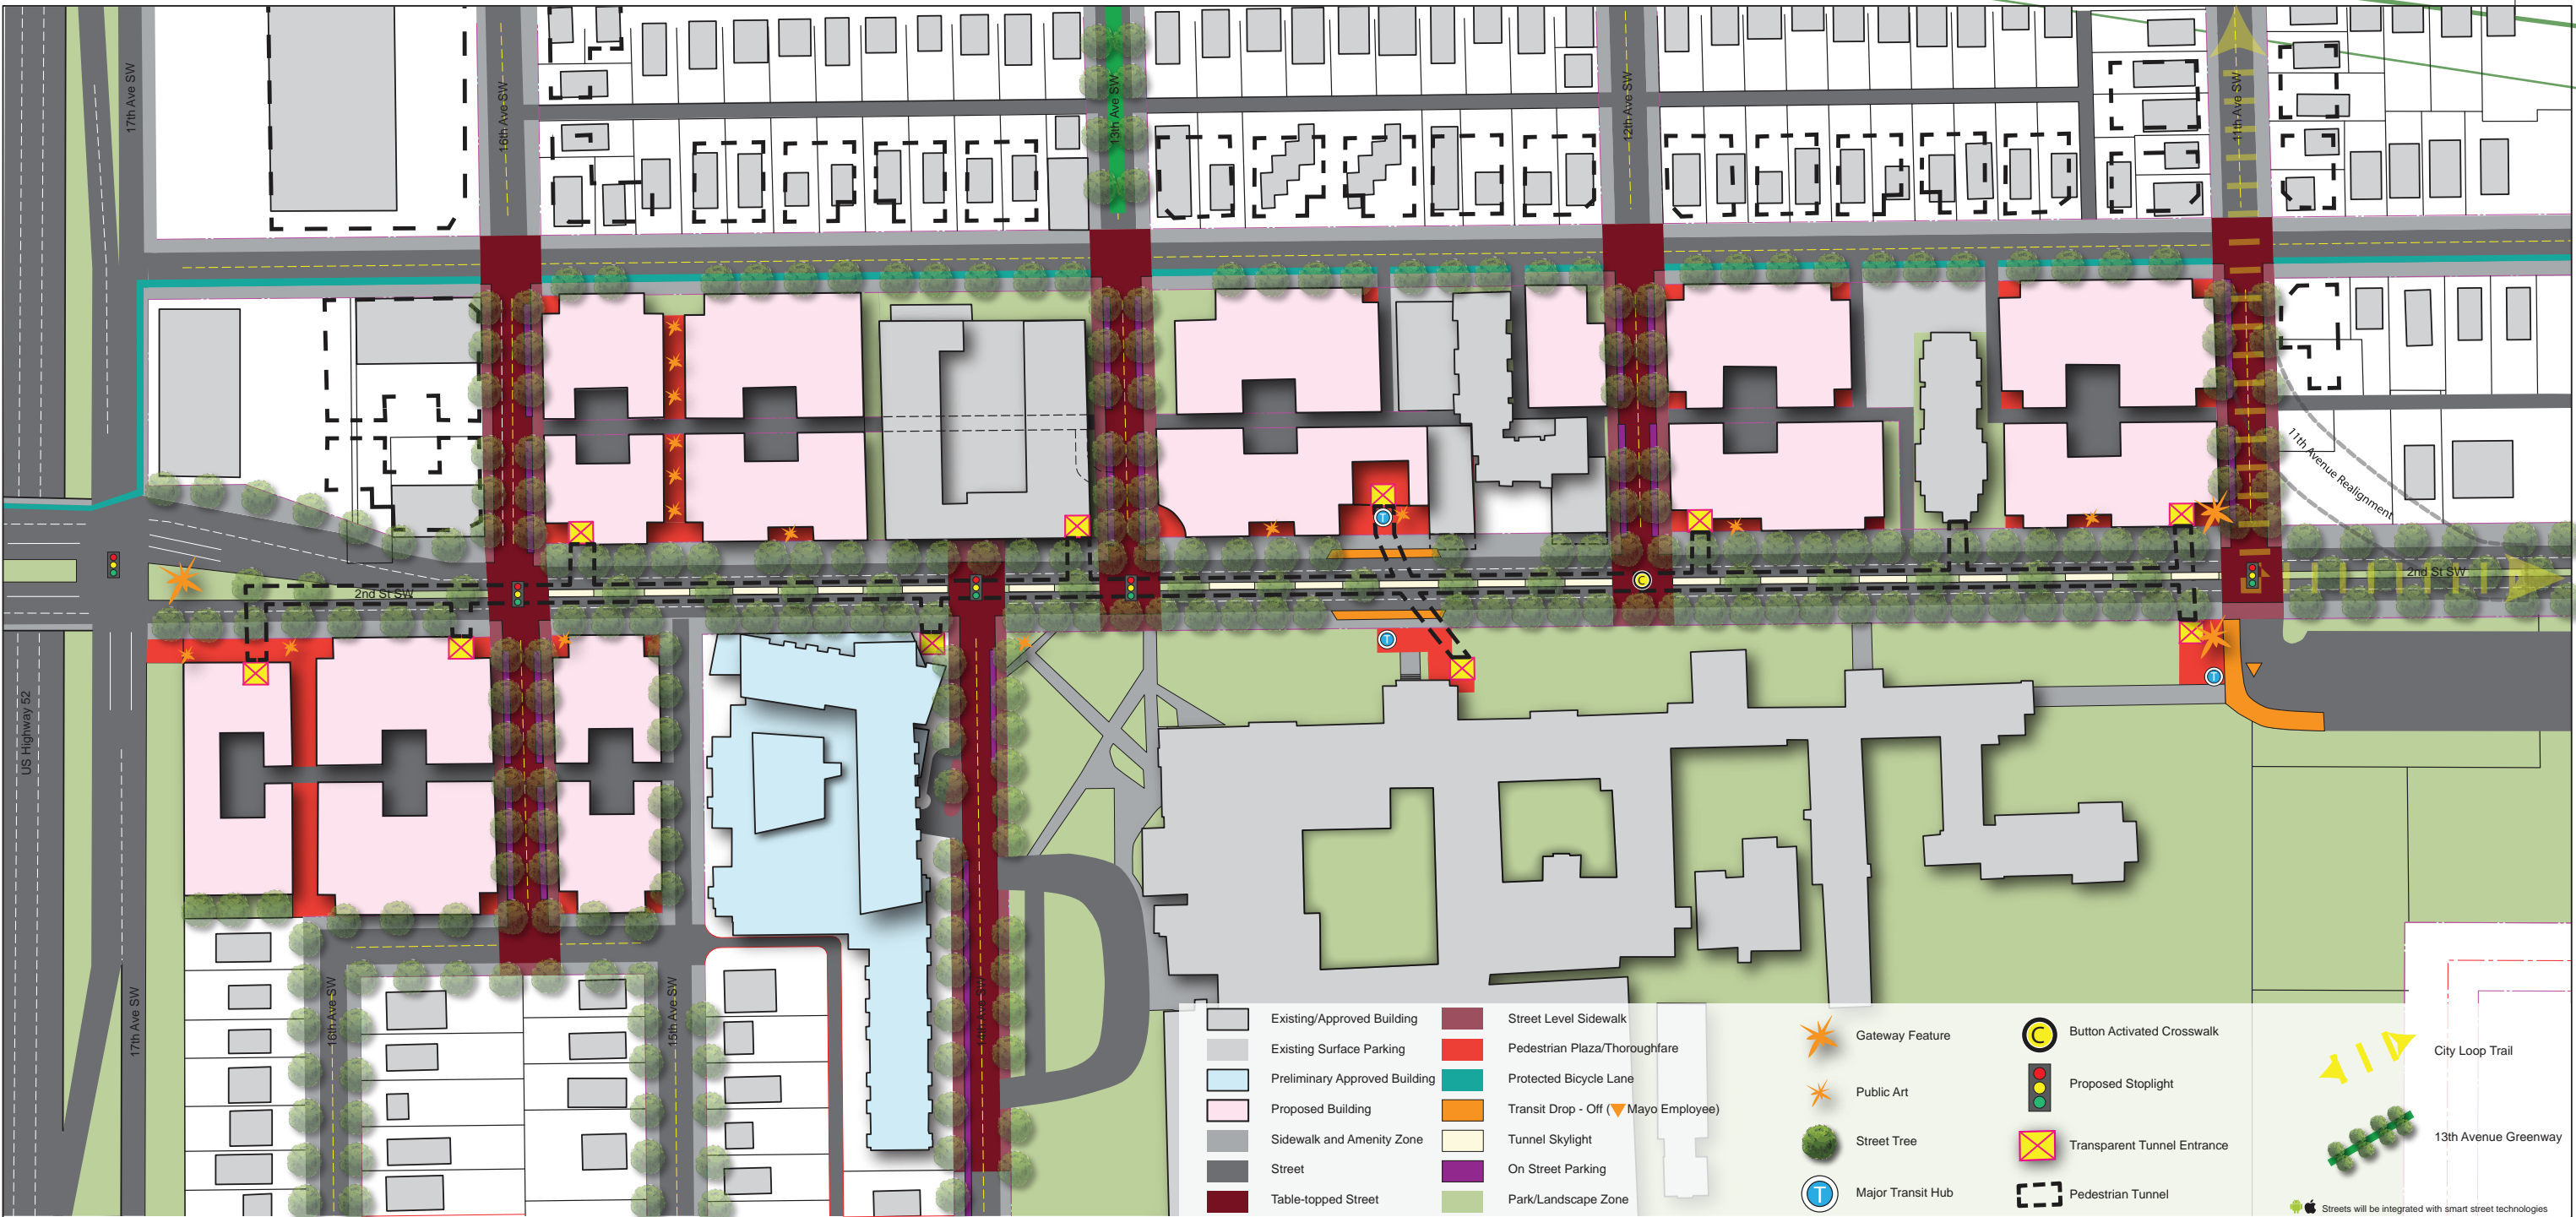 17th Ave SW
16th Ave SW
13th Ave SW
12th Ave SW
11th Ave SW
11th Avenue Realignment
2nd St SW
2nd St SW
US Highway 52
17th Ave SW
16th Ave SW
15th Ave SW
C
T
T
T
Existing/Approved Building
Existing Surface Parking
Preliminary Approved Building
Proposed Building
Sidewalk and Amenity Zone
Street
Table-topped Street
Street Level Sidewalk
Pedestrian Plaza/Thoroughfare
Protected Bicycle Lane
Transit Drop - Off (Mayo Employee)
Tunnel Skylight
On Street Parking
Park/Landscape Zone
Gateway Feature
Public Art
Street Tree
T Major Transit Hub
C Button Activated Crosswalk
Proposed Stoplight
Transparent Tunnel Entrance
Pedestrian Tunnel
City Loop Trail
13th Avenue Greenway
Streets will be integrated with smart street technologies